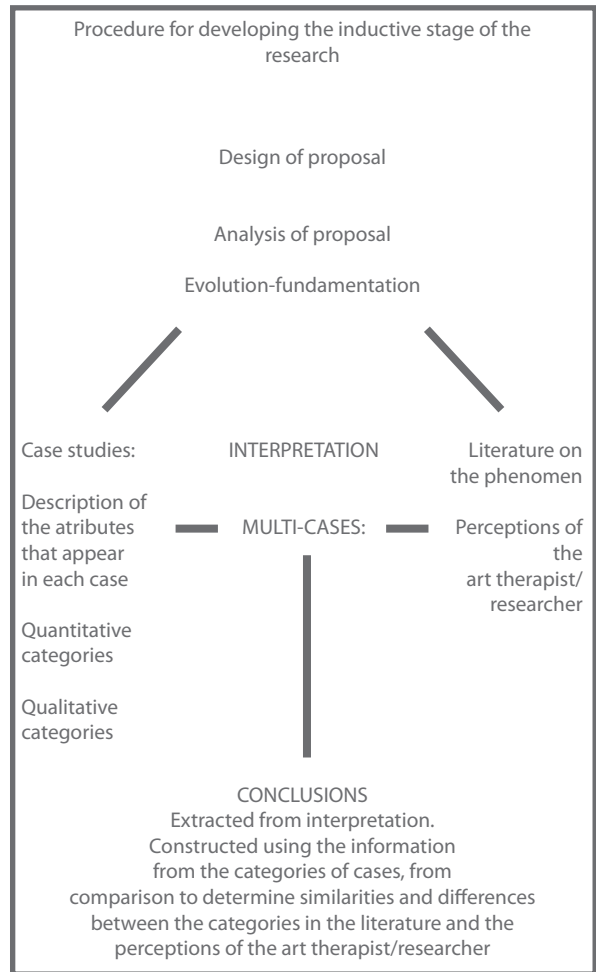 Procedure for developing the inductive stage of the
research
Design of proposal
Analysis of proposal
Evolution-fundamentation
Case studies:
Description of
the atributes
that appear
in each case
Quantitative
categories
Qualitative
categories
INTERPRETATION
MULTI-CASES:
Literature on
the phenomen
Perceptions of
the
art therapist/
researcher
CONCLUSIONS
Extracted from interpretation.
Constructed using the information
from the categories of cases, from
comparison to determine similarities and differences
between the categories in the literature and the
perceptions of the art therapist/researcher